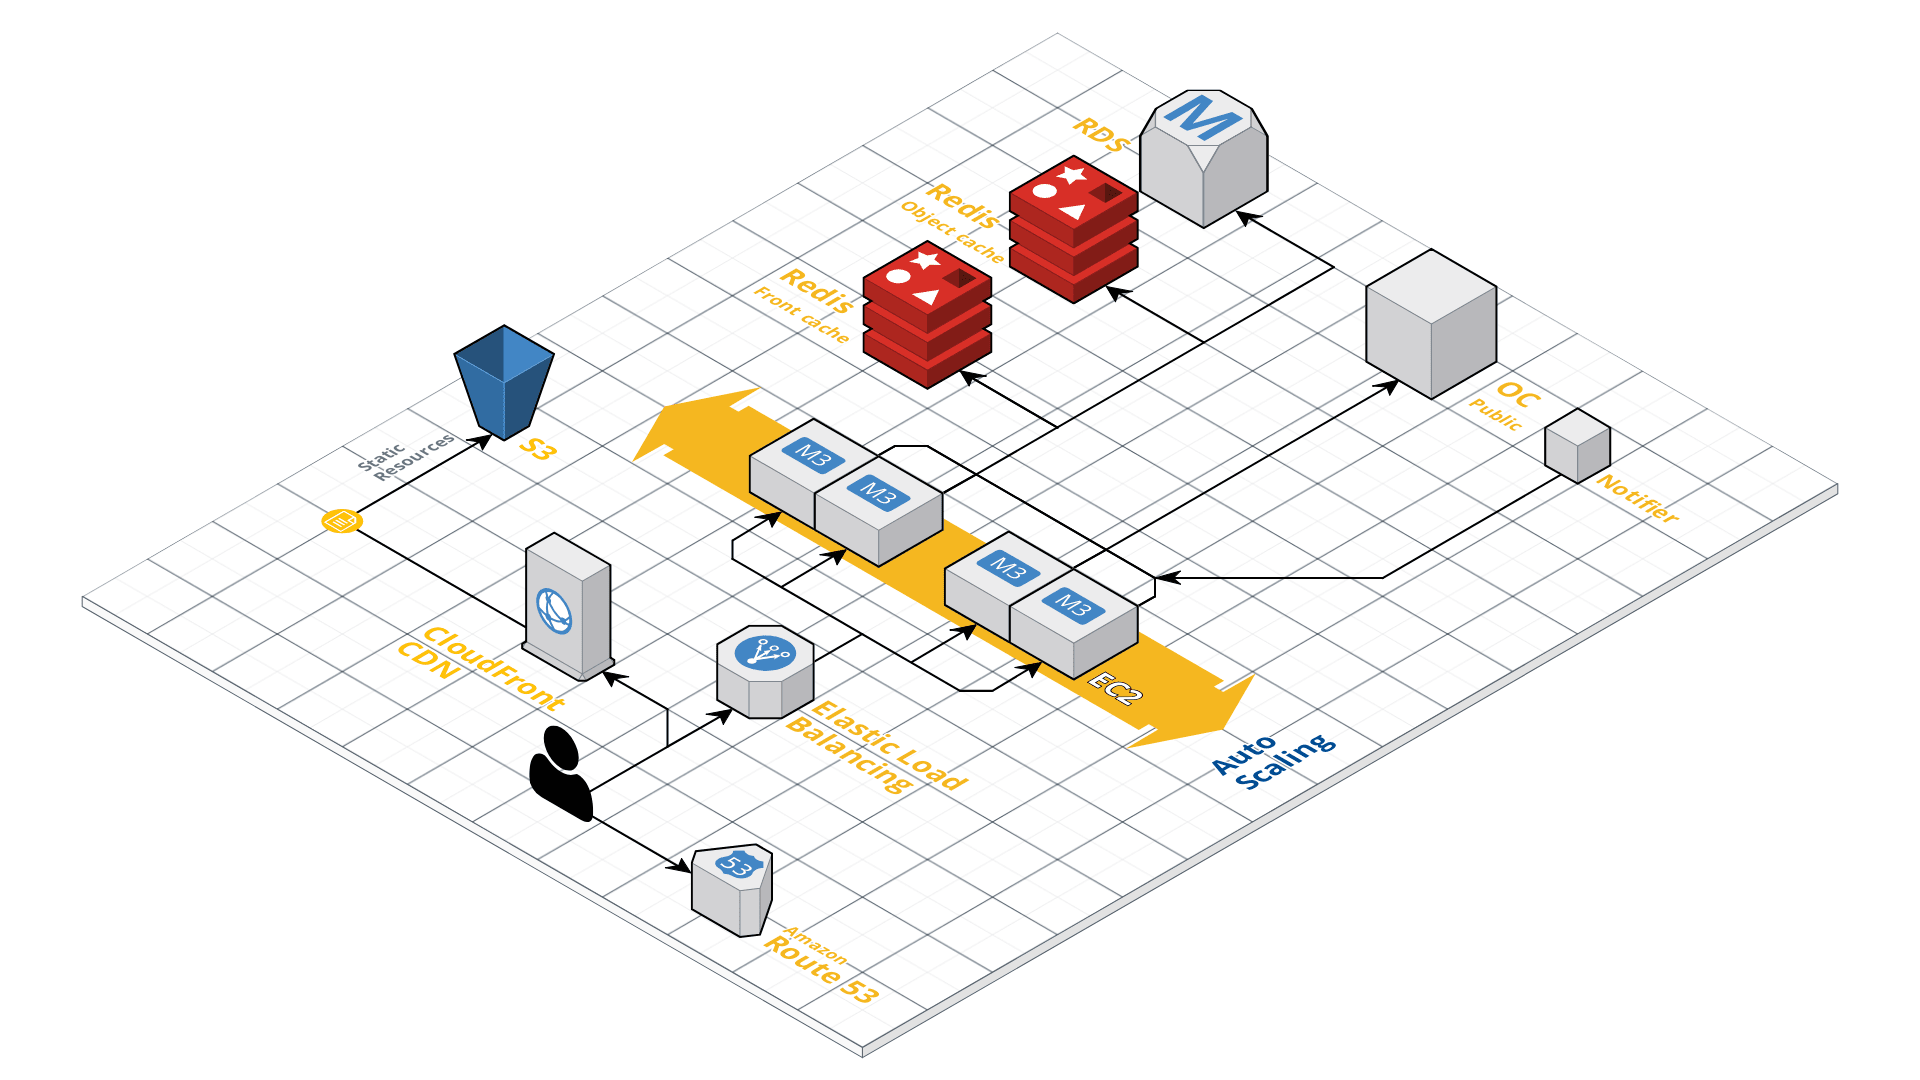 M
RDS
Redis
Object cache
Redis
Front cache
S3
Static
Resources
OC
Public
Notifier
M3
M3
M3
M3
EC2
Auto
Scaling
CloudFront
CDN
Elastic Load
Balancing
53
Amazon
Route 53